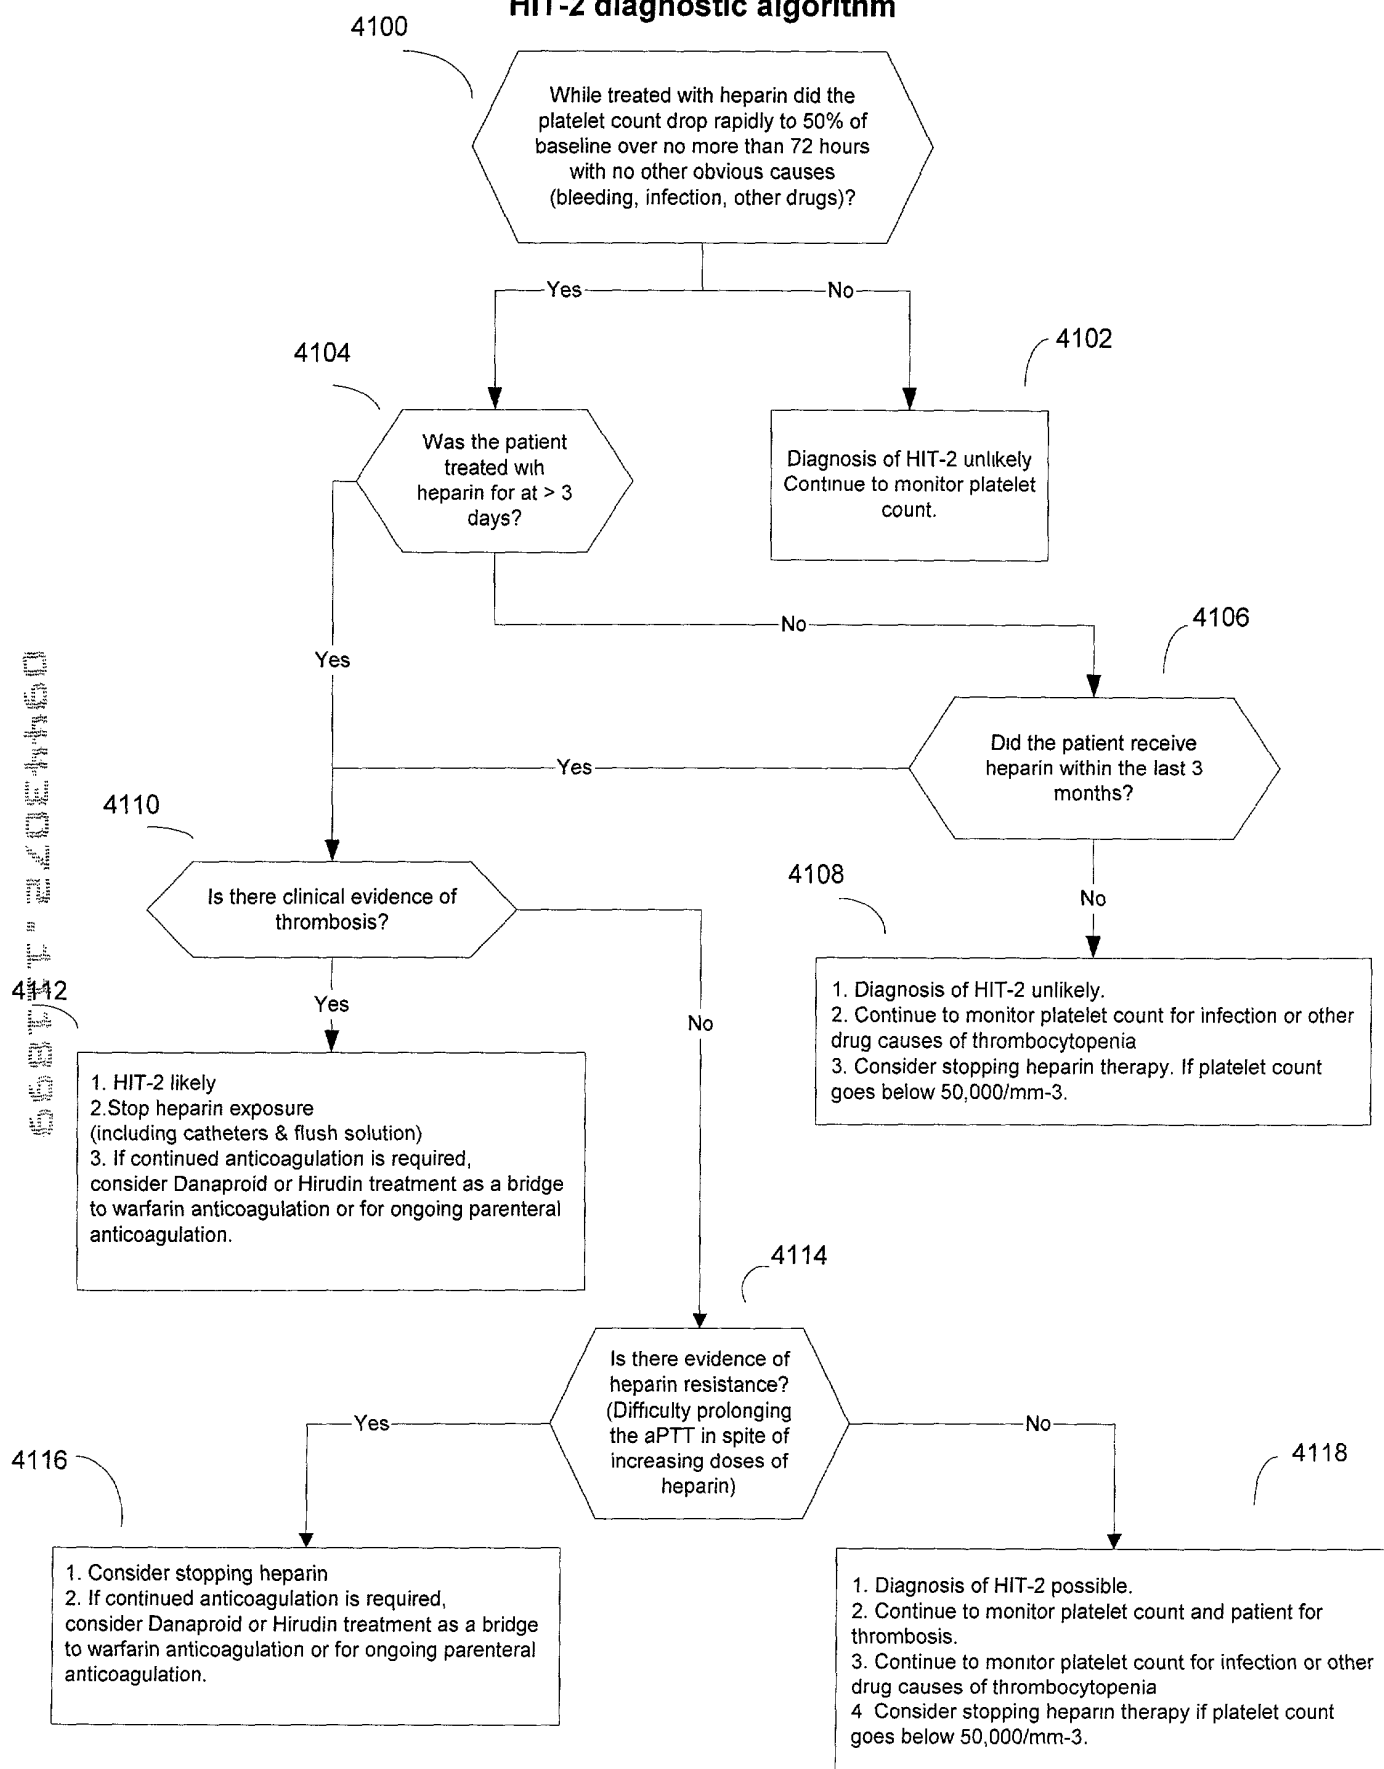 HIT-2 diagnostic algorithm
4100
While treated with heparin did the
platelet count drop rapidly to 50% of
baseline over no more than 72 hours
with no other obvious causes
(bleeding, infection, other drugs)?
Yes
No
4104
4102
Was the patient
treated wih
heparin for at > 3
days?
Diagnosis of HIT-2 unlikely
Continue to monitor platelet
count.
No
4106
Yes
Did the patient receive
heparin within the last 3
months?
Yes
4110
Is there clinical evidence of
thrombosis?
4108
No
1. Diagnosis of HIT-2 unlikely.
2. Continue to monitor platelet count for infection or other
drug causes of thrombocytopenia
3. Consider stopping heparin therapy. If platelet count
goes below 50,000/mm-3.
4112
Yes
No
1. HIT-2 likely
2.Stop heparin exposure
(including catheters & flush solution)
3. If continued anticoagulation is required,
consider Danaproid or Hirudin treatment as a bridge
to warfarin anticoagulation or for ongoing parenteral
anticoagulation.
4114
Is there evidence of
heparin resistance?
(Difficulty prolonging
the aPTT in spite of
increasing doses of
heparin)
Yes
No
4116
4118
1. Consider stopping heparin
2. If continued anticoagulation is required,
consider Danaproid or Hirudin treatment as a bridge
to warfarin anticoagulation or for ongoing parenteral
anticoagulation.
1. Diagnosis of HIT-2 possible.
2. Continue to monitor platelet count and patient for
thrombosis.
3. Continue to monitor platelet count for infection or other
drug causes of thrombocytopenia
4 Consider stopping heparin therapy if platelet count
goes below 50,000/mm-3.
09443072.111899